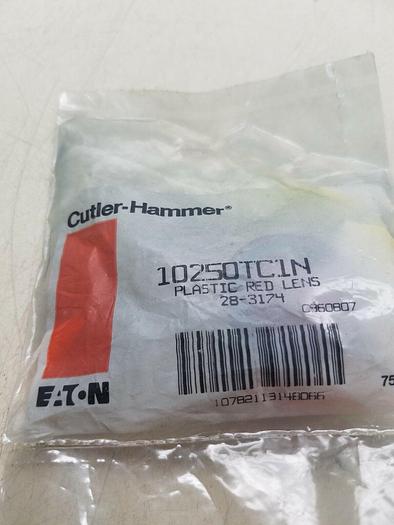 Cutler-Hammer®
10250TC1N
PLASTIC RED LENS
28-3174
C960807
75
EATON
10782113148066